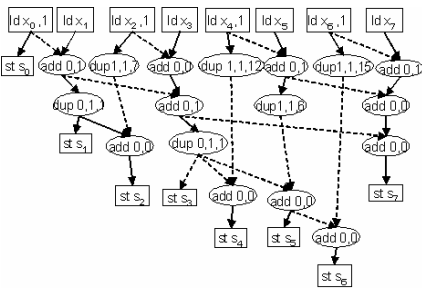 ld x0,1 ld x1 ld x2,1 ld x3 ld x4,1 ld x5 ld x6,1 ld x7
st s0 add 0,1 dup1,1,7 add 0,1 dup 1,1,12 add 0,1 dup 1,1,15 add 0,1
dup 0,1,1 add 0,1 dup1,1,6 add 0,0
st s1 add 0,0 dup 0,1,1 add 0,0
st s2 st s3 add 0,0 add 0,0 st s7
st s4 st s5 add 0,0
st s6